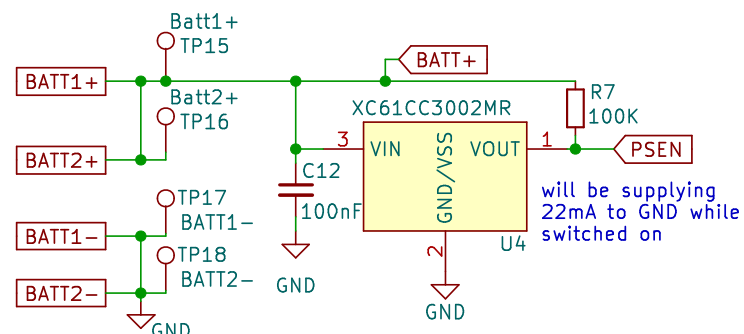 Batt1+
TP15
BATT1+
BATT+
Batt2+
TP16
XC61CC3002MR
R7
100K
BATT2+
3
VIN
GND/VSS
VOUT
1
PSEN
C12
100nF
will be supplying
22mA to GND while
switched on
TP17
BATT1-
BATT1-
U4
2
TP18
BATT2-
BATT2-
GND
GND
GND